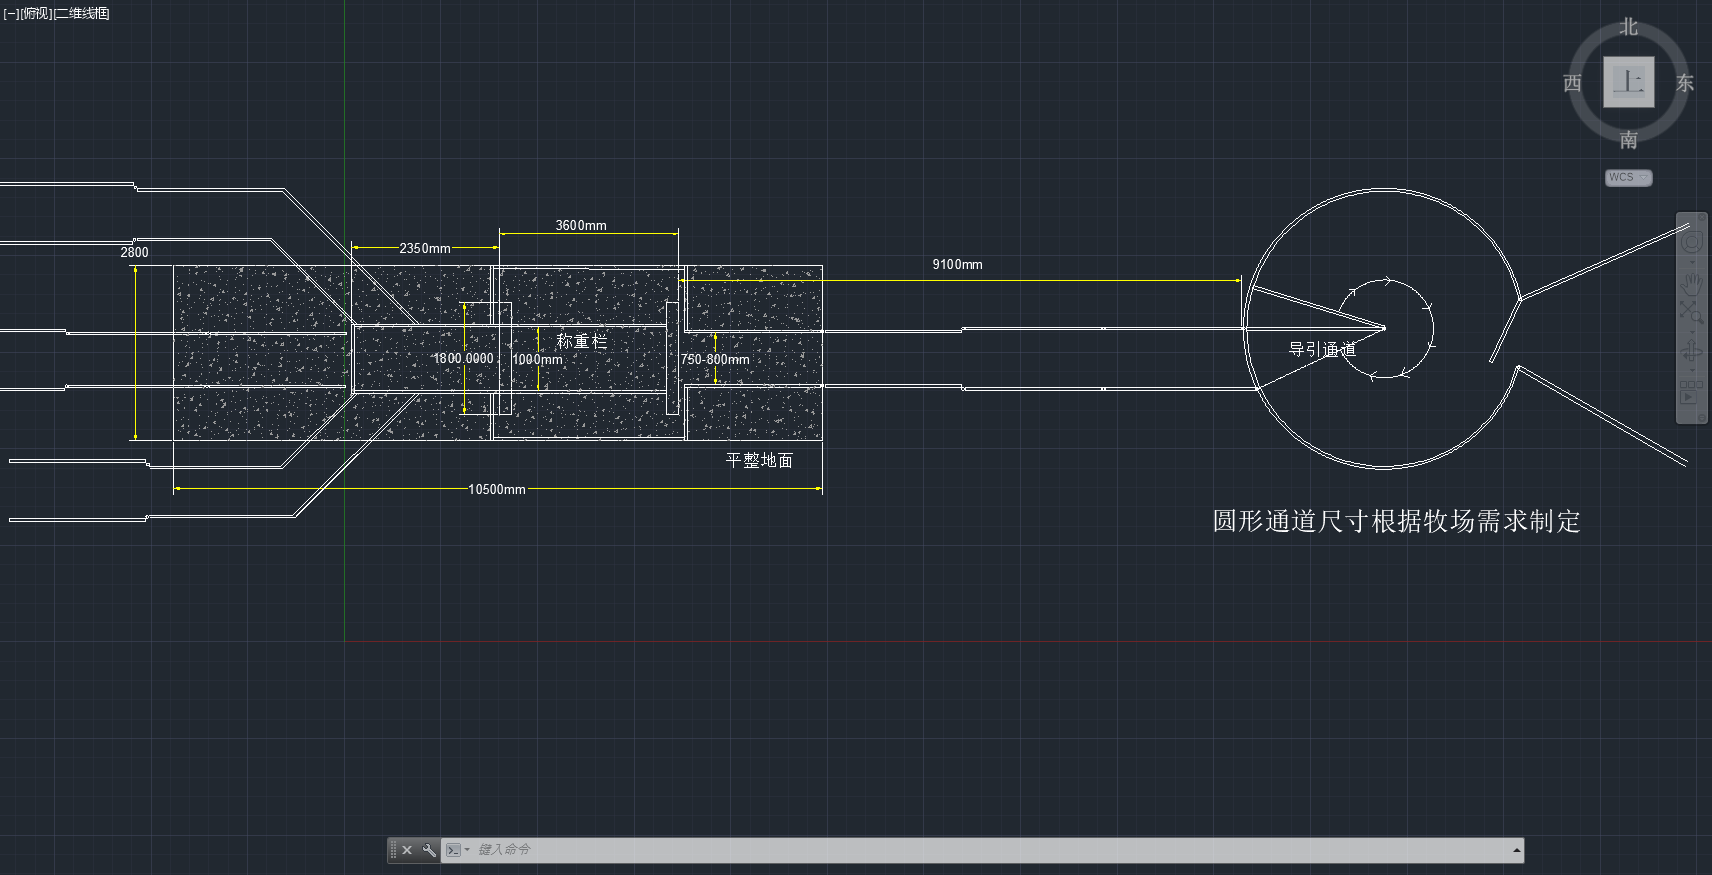 [−][俯视][二维线框]
北
西
上
东
南
WCS
3600mm
2350mm
2800
9100mm
称重栏
1800.0000
1000mm
750-800mm
导引通道
平整地面
10500mm
圆形通道尺寸根据牧场需求制定
键入命令